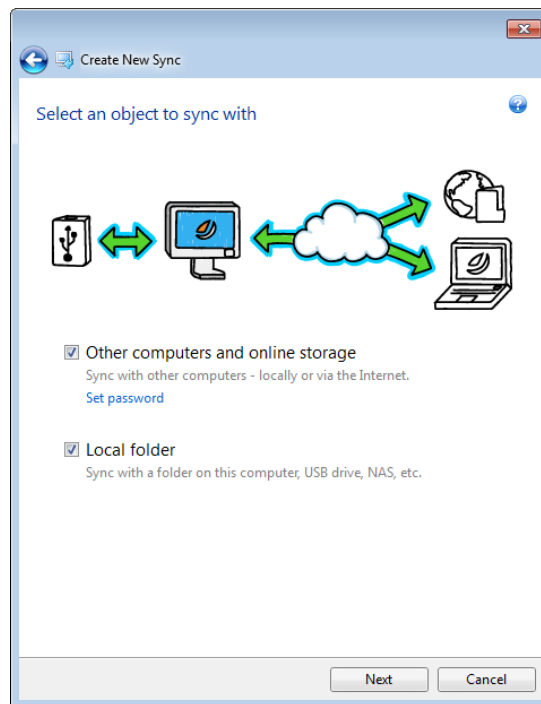 Create New Sync
Select an object to sync with
Other computers and online storage
Sync with other computers - locally or via the Internet.
Set password
Local folder
Sync with a folder on this computer, USB drive, NAS, etc.
Next Cancel